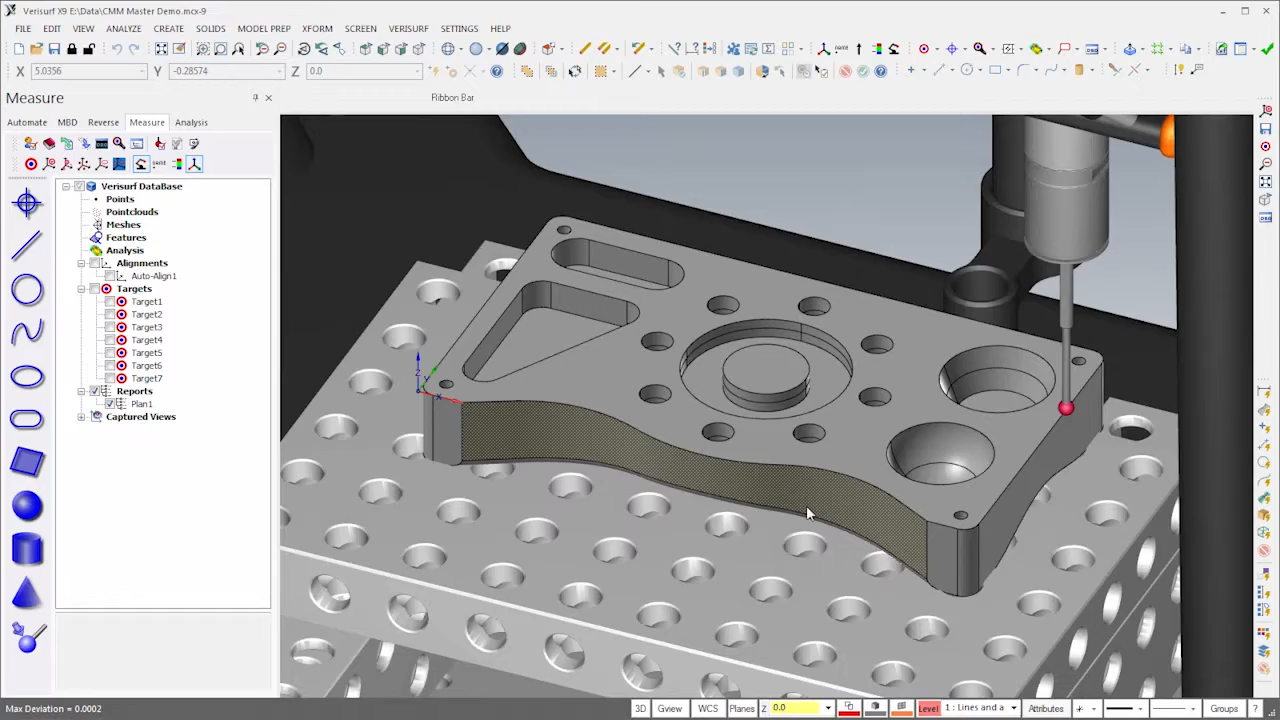 Verisurf X9 E:\Data\CMM Master Demo.mcx-9
FILE EDIT VIEW ANALYZE CREATE SOLIDS MODEL PREP XFORM SCREEN VERISURF SETTINGS HELP
X 5.0356 Y -0.28574 Z 0.0
Measure
Ribbon Bar
Automate MBD Reverse Measure Analysis
Verisurf DataBase
Points
Pointclouds
Meshes
Features
Analysis
Alignments
Auto-Align1
Targets
Target1
Target2
Target3
Target4
Target5
Target6
Target7
Reports
Plan1
Captured Views
Z
Y
X
Max Deviation = 0.0002
3D Gview WCS Planes Z 0.0 Level 1 : Lines and a Attributes Groups ?